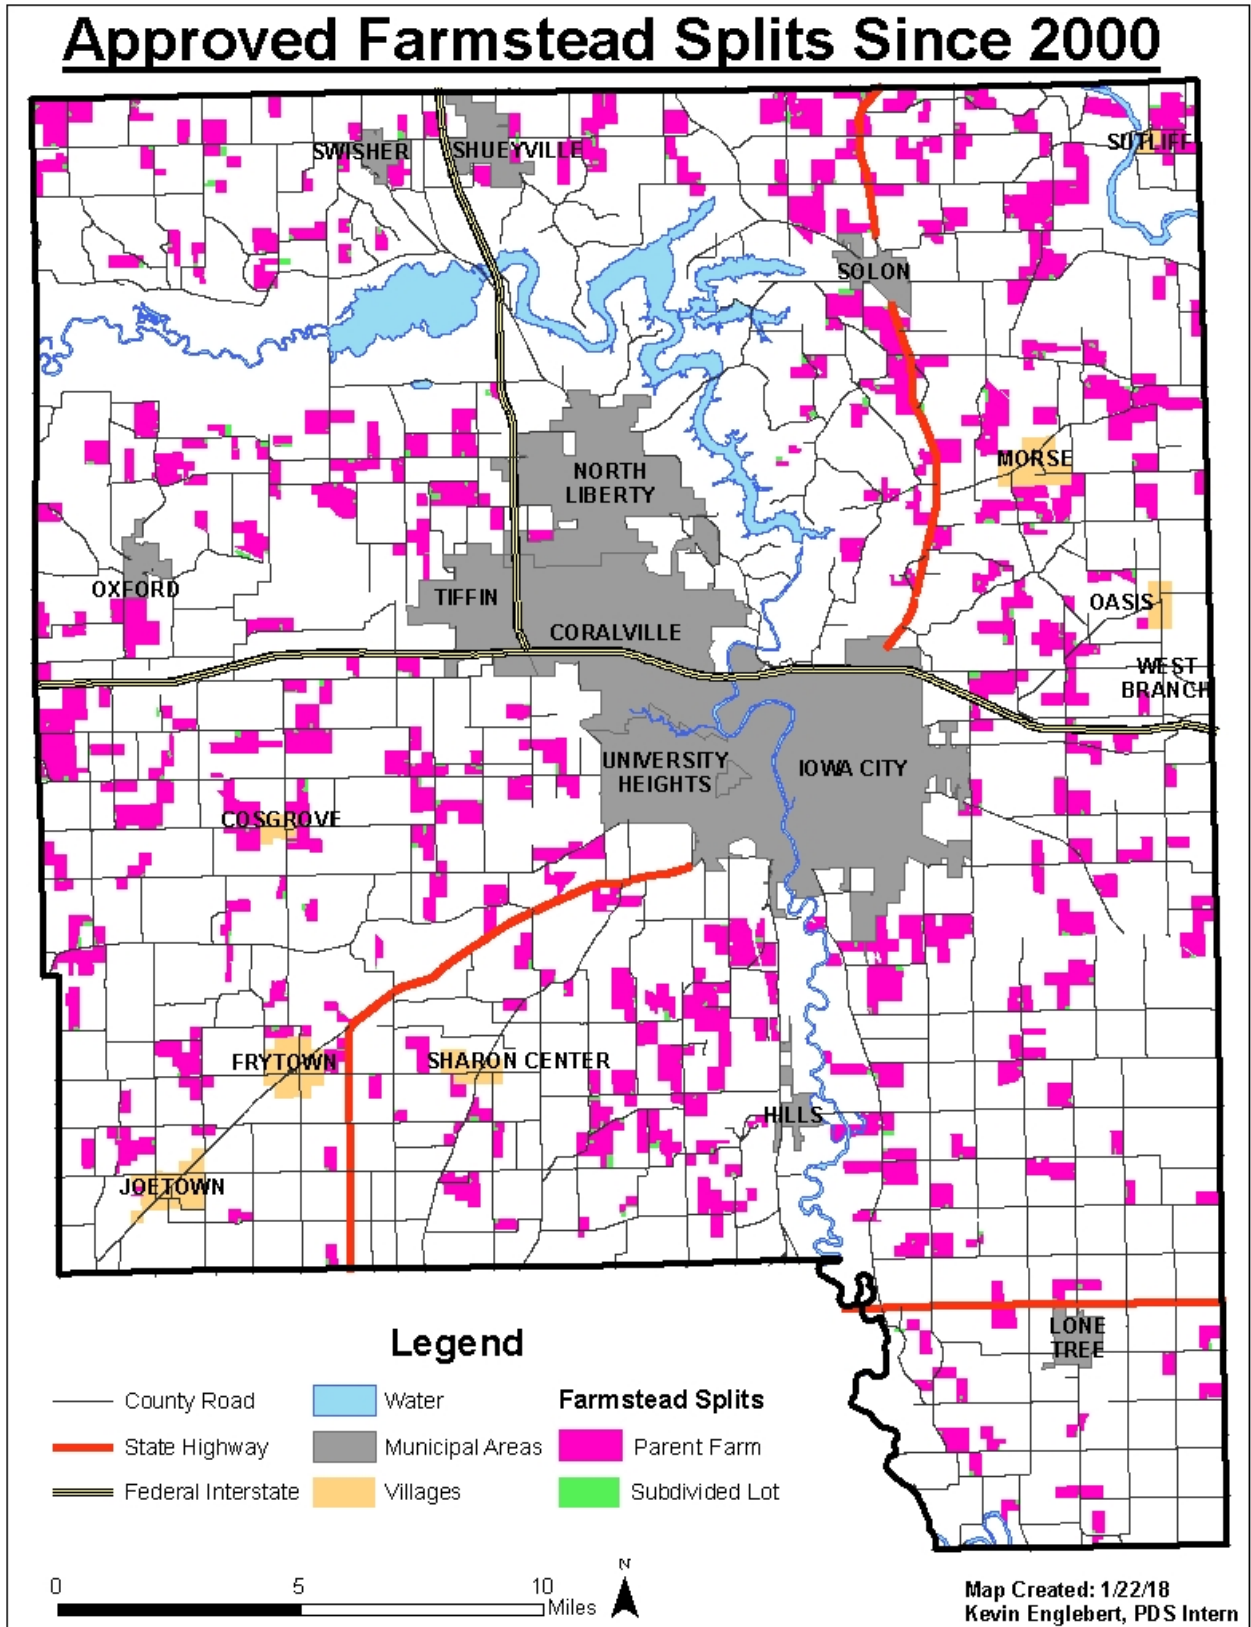 Approved Farmstead Splits Since 2000
SWISHER
SHUEYVILLE
SUTLIFF
SOLON
MORSE
NORTH
LIBERTY
OXFORD
TIFFIN
OASIS
CORALVILLE
WEST
BRANCH
UNIVERSITY
HEIGHTS
IOWA CITY
COSGROVE
FRYTOWN
SHARON CENTER
HILLS
JOETOWN
LONE
TREE
Legend
County Road
State Highway
Federal Interstate
Water
Municipal Areas
Villages
Farmstead Splits
Parent Farm
Subdivided Lot
0 5 10
Miles
N
Map Created: 1/22/18
Kevin Englebert, PDS Intern